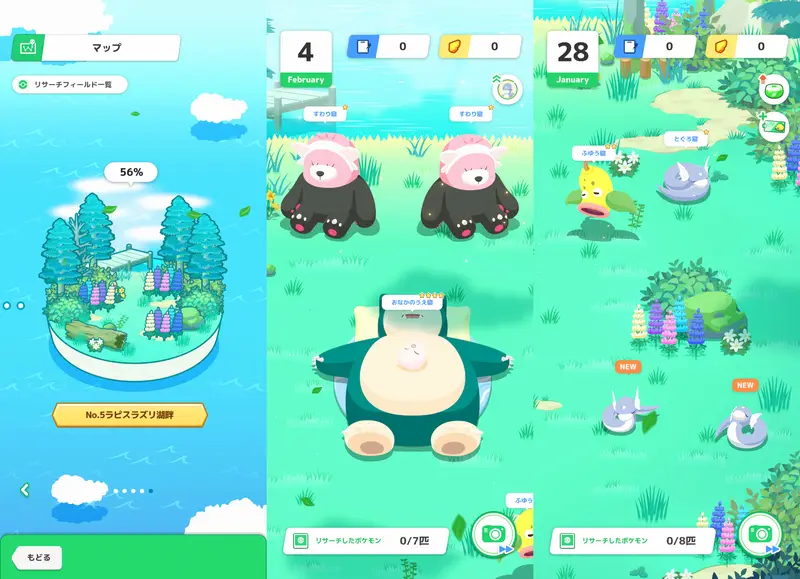 マップ
リサーチフィールド一覧
56%
No.5ラピスラズリ湖畔
もどる
4
February
0
0
すわり寝
すわり寝
おなかのうえ寝
ふゆう
リサーチしたポケモン
0/7匹
28
January
0
0
とぐろ寝
ふゆう寝
NEW
NEW
リサーチしたポケモン
0/8匹